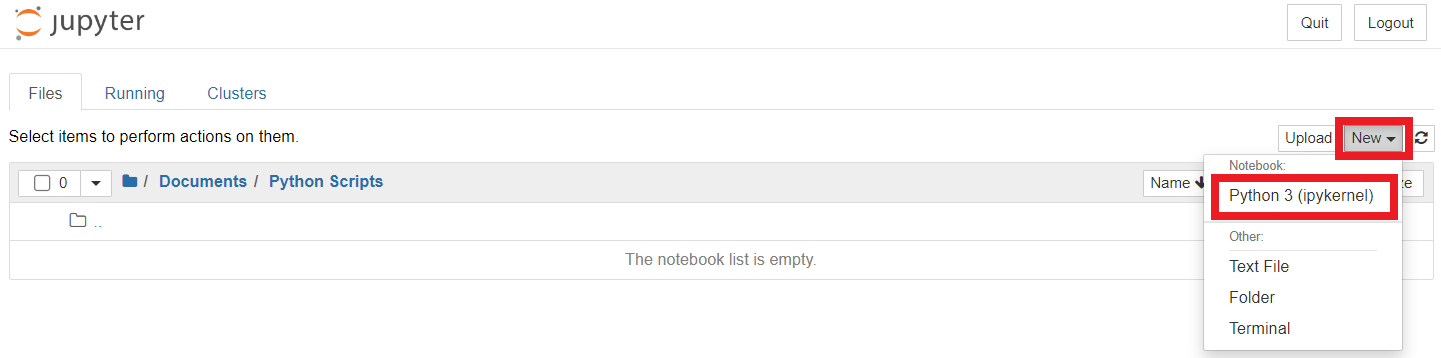 jupyter
Quit
Logout
Files
Running
Clusters
Select items to perform actions on them.
Upload
New
0
/ Documents / Python Scripts
Name
..
The notebook list is empty.
Notebook:
Python 3 (ipykernel)
Other:
Text File
Folder
Terminal